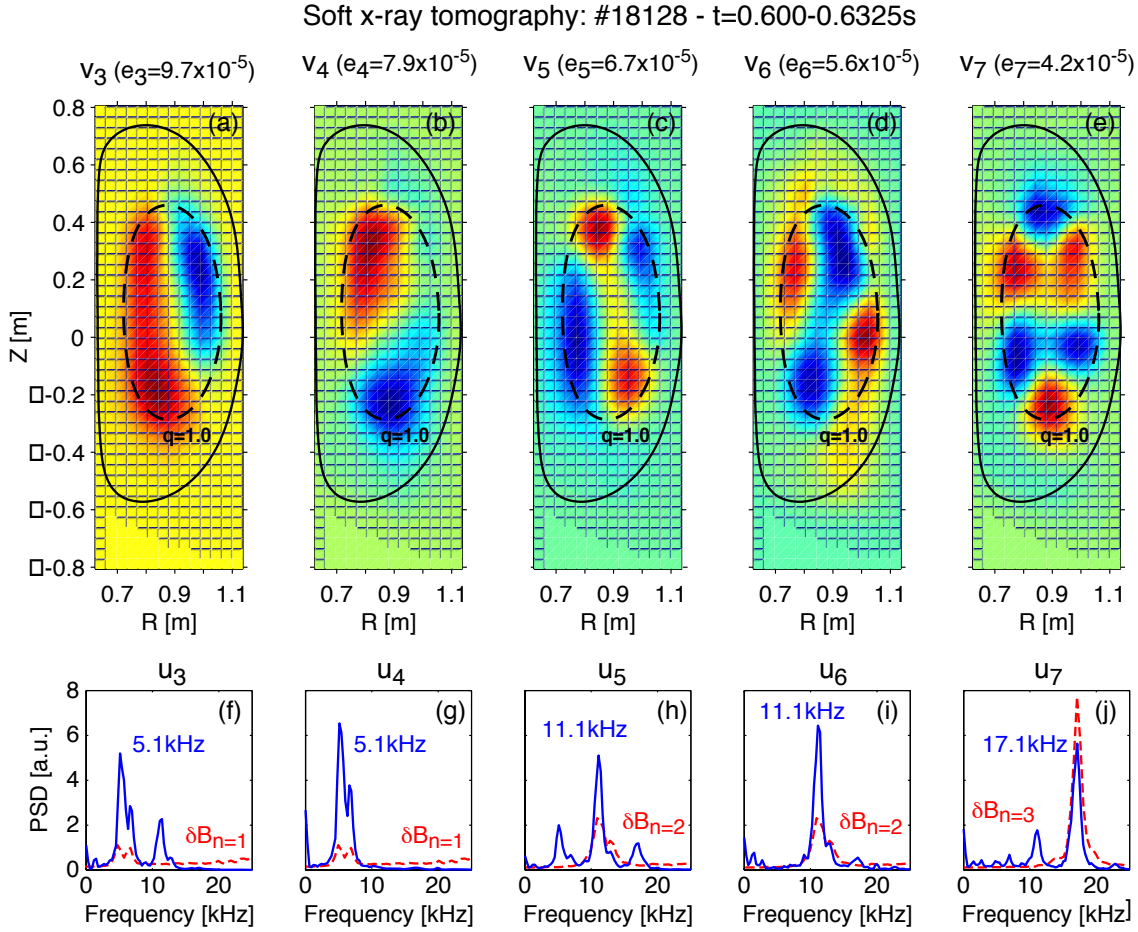 Soft x-ray tomography: #18128 - t=0.600-0.6325s
v3 (e3=9.7x10-5) v4 (e4=7.9x10-5) v5 (e5=6.7x10-5) v6 (e6=5.6x10-5) v7 (e7=4.2x10-5)
(a) (b) (c) (d) (e)
0.8
0.6
0.4
0.2
0
□-0.2
□-0.4
□-0.6
□-0.8
Z [m]
q=1.0 q=1.0 q=1.0 q=1.0 q=1.0
0.7 0.9 1.1 0.7 0.9 1.1 0.7 0.9 1.1 0.7 0.9 1.1 0.7 0.9 1.1
R [m] R [m] R [m] R [m] R [m]
u3 u4 u5 u6 u7
(f) (g) (h) (i) (j)
8
6
4
2
0
PSD [a.u.]
5.1kHz 5.1kHz 11.1kHz 11.1kHz 17.1kHz
δBn=1 δBn=1 δBn=2 δBn=2 δBn=3
0 10 20 0 10 20 0 10 20 0 10 20 0 10 20
Frequency [kHz] Frequency [kHz] Frequency [kHz] Frequency [kHz] Frequency [kHz]